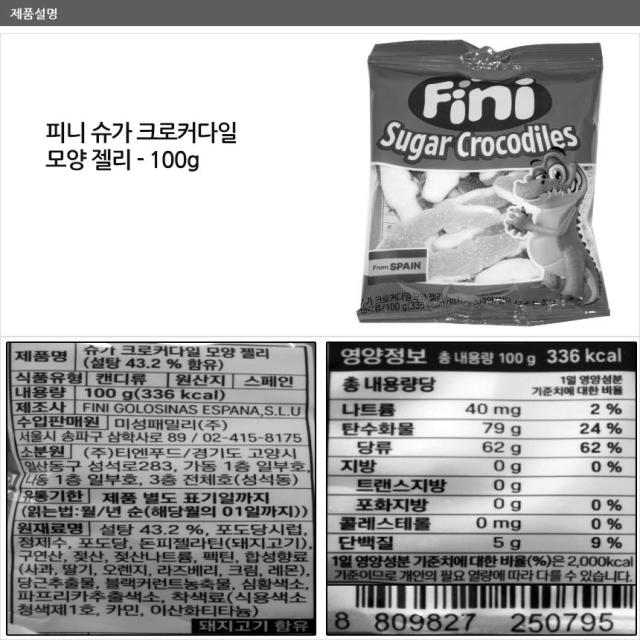 제품설명
피니 슈가 크로커다일
모양 젤리 - 100g
Fini
Sugar Crocodiles
From SPAIN
제품명 슈가 크로커다일 모양 젤리
(설탕 43.2 % 함유)
식품유형 캔디류 원산지 스페인
내용량 100 g(336 kcal)
제조사 FINI GOLOSINAS ESPANA,S.L.U
수입판매원 미성패밀리(주)
서울시 송파구 삼학사로 89 / 02-415-8175
소분원 (주)티엔푸드/경기도 고양시
일산동구 성석로283, 가동 1층 일부호,
나동 1층 일부호, 3층 전체호(성석동)
유통기한 제품 별도 표기일까지
(읽는법:월/년 순(해당월의 01일까지))
원재료명 설탕 43.2 %, 포도당시럽,
정제수, 포도당, 돈피젤라틴(돼지고기),
구연산, 젖산, 젖산나트륨, 펙틴, 합성향료
(사과, 딸기, 오렌지, 라즈베리, 크림, 레몬),
당근추출물, 블랙커런트농축물, 심황색소,
파프리카추출색소, 착색료(식용색소
청색제1호, 카민, 이산화티타늄)
돼지고기 함유
영양정보 총 내용량 100 g 336 kcal
총 내용량당 1일 영양성분
기준치에 대한 비율
나트륨 40 mg 2 %
탄수화물 79 g 24 %
당류 62 g 62 %
지방 0 g 0 %
트랜스지방 0 g
포화지방 0 g 0 %
콜레스테롤 0 mg 0 %
단백질 5 g 9 %
1일 영양성분 기준치에 대한 비율(%)은 2,000kcal
기준이므로 개인의 필요 열량에 따라 다를 수 있습니다.
8 809827 250795